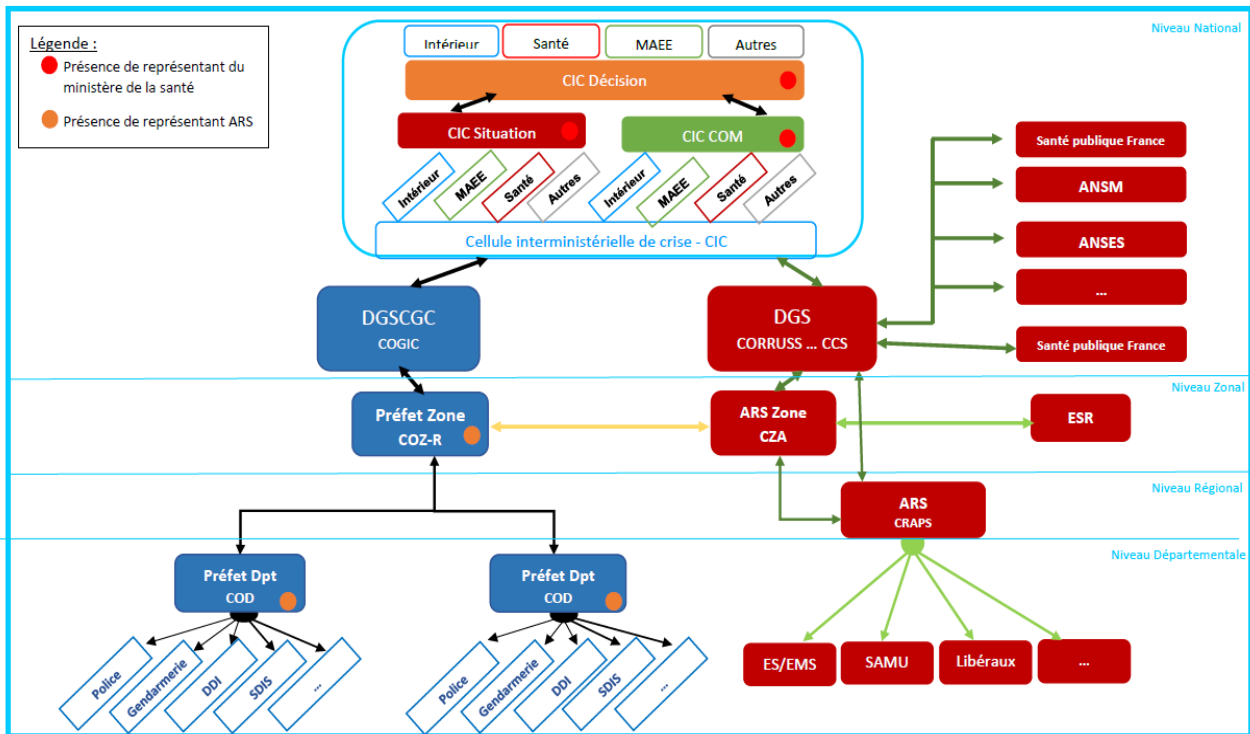 Niveau National
Légende :
Présence de représentant du
ministère de la santé
Présence de représentant ARS
Intérieur
Santé
MAEE
Autres
CIC Décision
CIC Situation
CIC COM
Intérieur
MAEE
Santé
Autres
Intérieur
MAEE
Santé
Autres
Cellule interministérielle de crise - CIC
Santé publique France
ANSM
ANSES
...
Santé publique France
DGSCGC
COGIC
DGS
CORRUSS ... CCS
Niveau Zonal
Préfet Zone
COZ-R
ARS Zone
CZA
ESR
Niveau Régional
ARS
CRAPS
Niveau Départementale
Préfet Dpt
COD
Préfet Dpt
COD
Police
Gendarmerie
DDI
SDIS
...
Police
Gendarmerie
DDI
SDIS
...
ES/EMS
SAMU
Libéraux
...